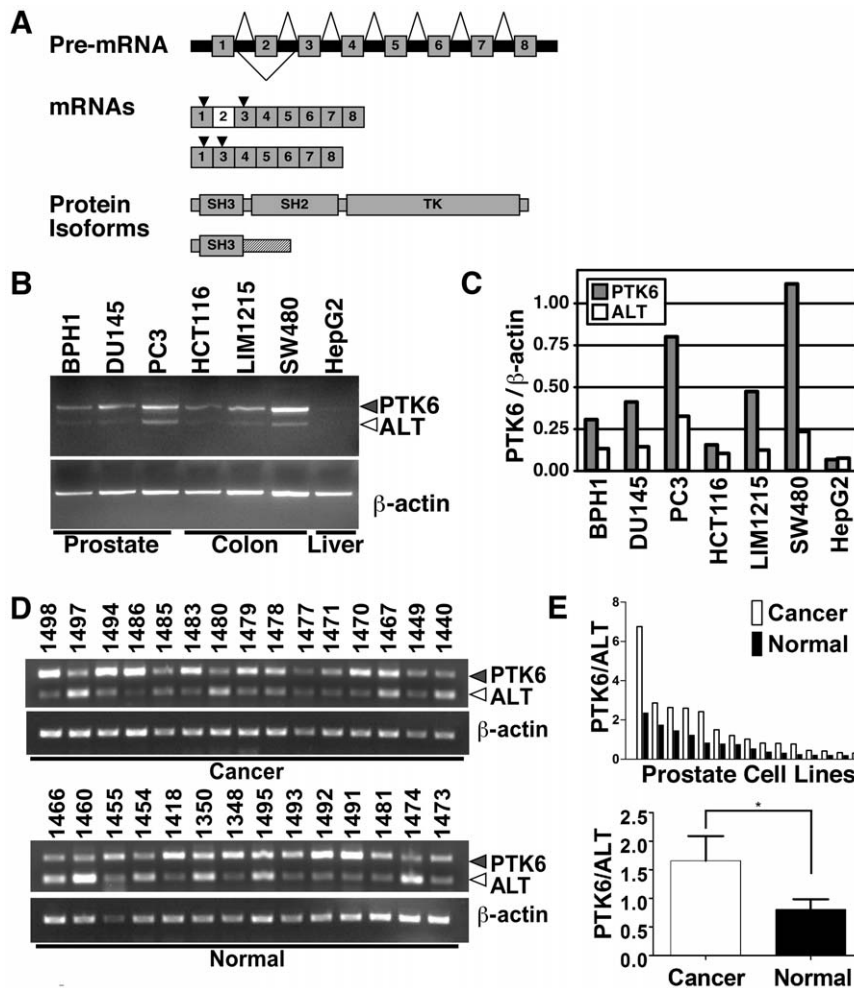 A
Pre-mRNA
1 2 3 4 5 6 7 8
mRNAs
1 2 3 4 5 6 7 8
1 3 4 5 6 7 8
Protein
Isoforms
SH3 SH2 TK
SH3
B
BPH1 DU145 PC3 HCT116 LIM1215 SW480 HepG2
PTK6
ALT
β-actin
Prostate Colon Liver
C
PTK6
ALT
PTK6/β-actin
1.00
0.75
0.50
0.25
0.00
BPH1 DU145 PC3 HCT116 LIM1215 SW480 HepG2
D
1498 1497 1494 1486 1485 1483 1480 1479 1478 1477 1471 1470 1467 1449 1440
PTK6
ALT
β-actin
Cancer
1466 1460 1455 1454 1418 1350 1348 1495 1493 1492 1491 1481 1474 1473
PTK6
ALT
β-actin
Normal
E
Cancer
Normal
PTK6/ALT
8
6
4
2
0
Prostate Cell Lines
PTK6/ALT
2.5
2.0
1.5
1.0
0.5
0.0
*
Cancer Normal